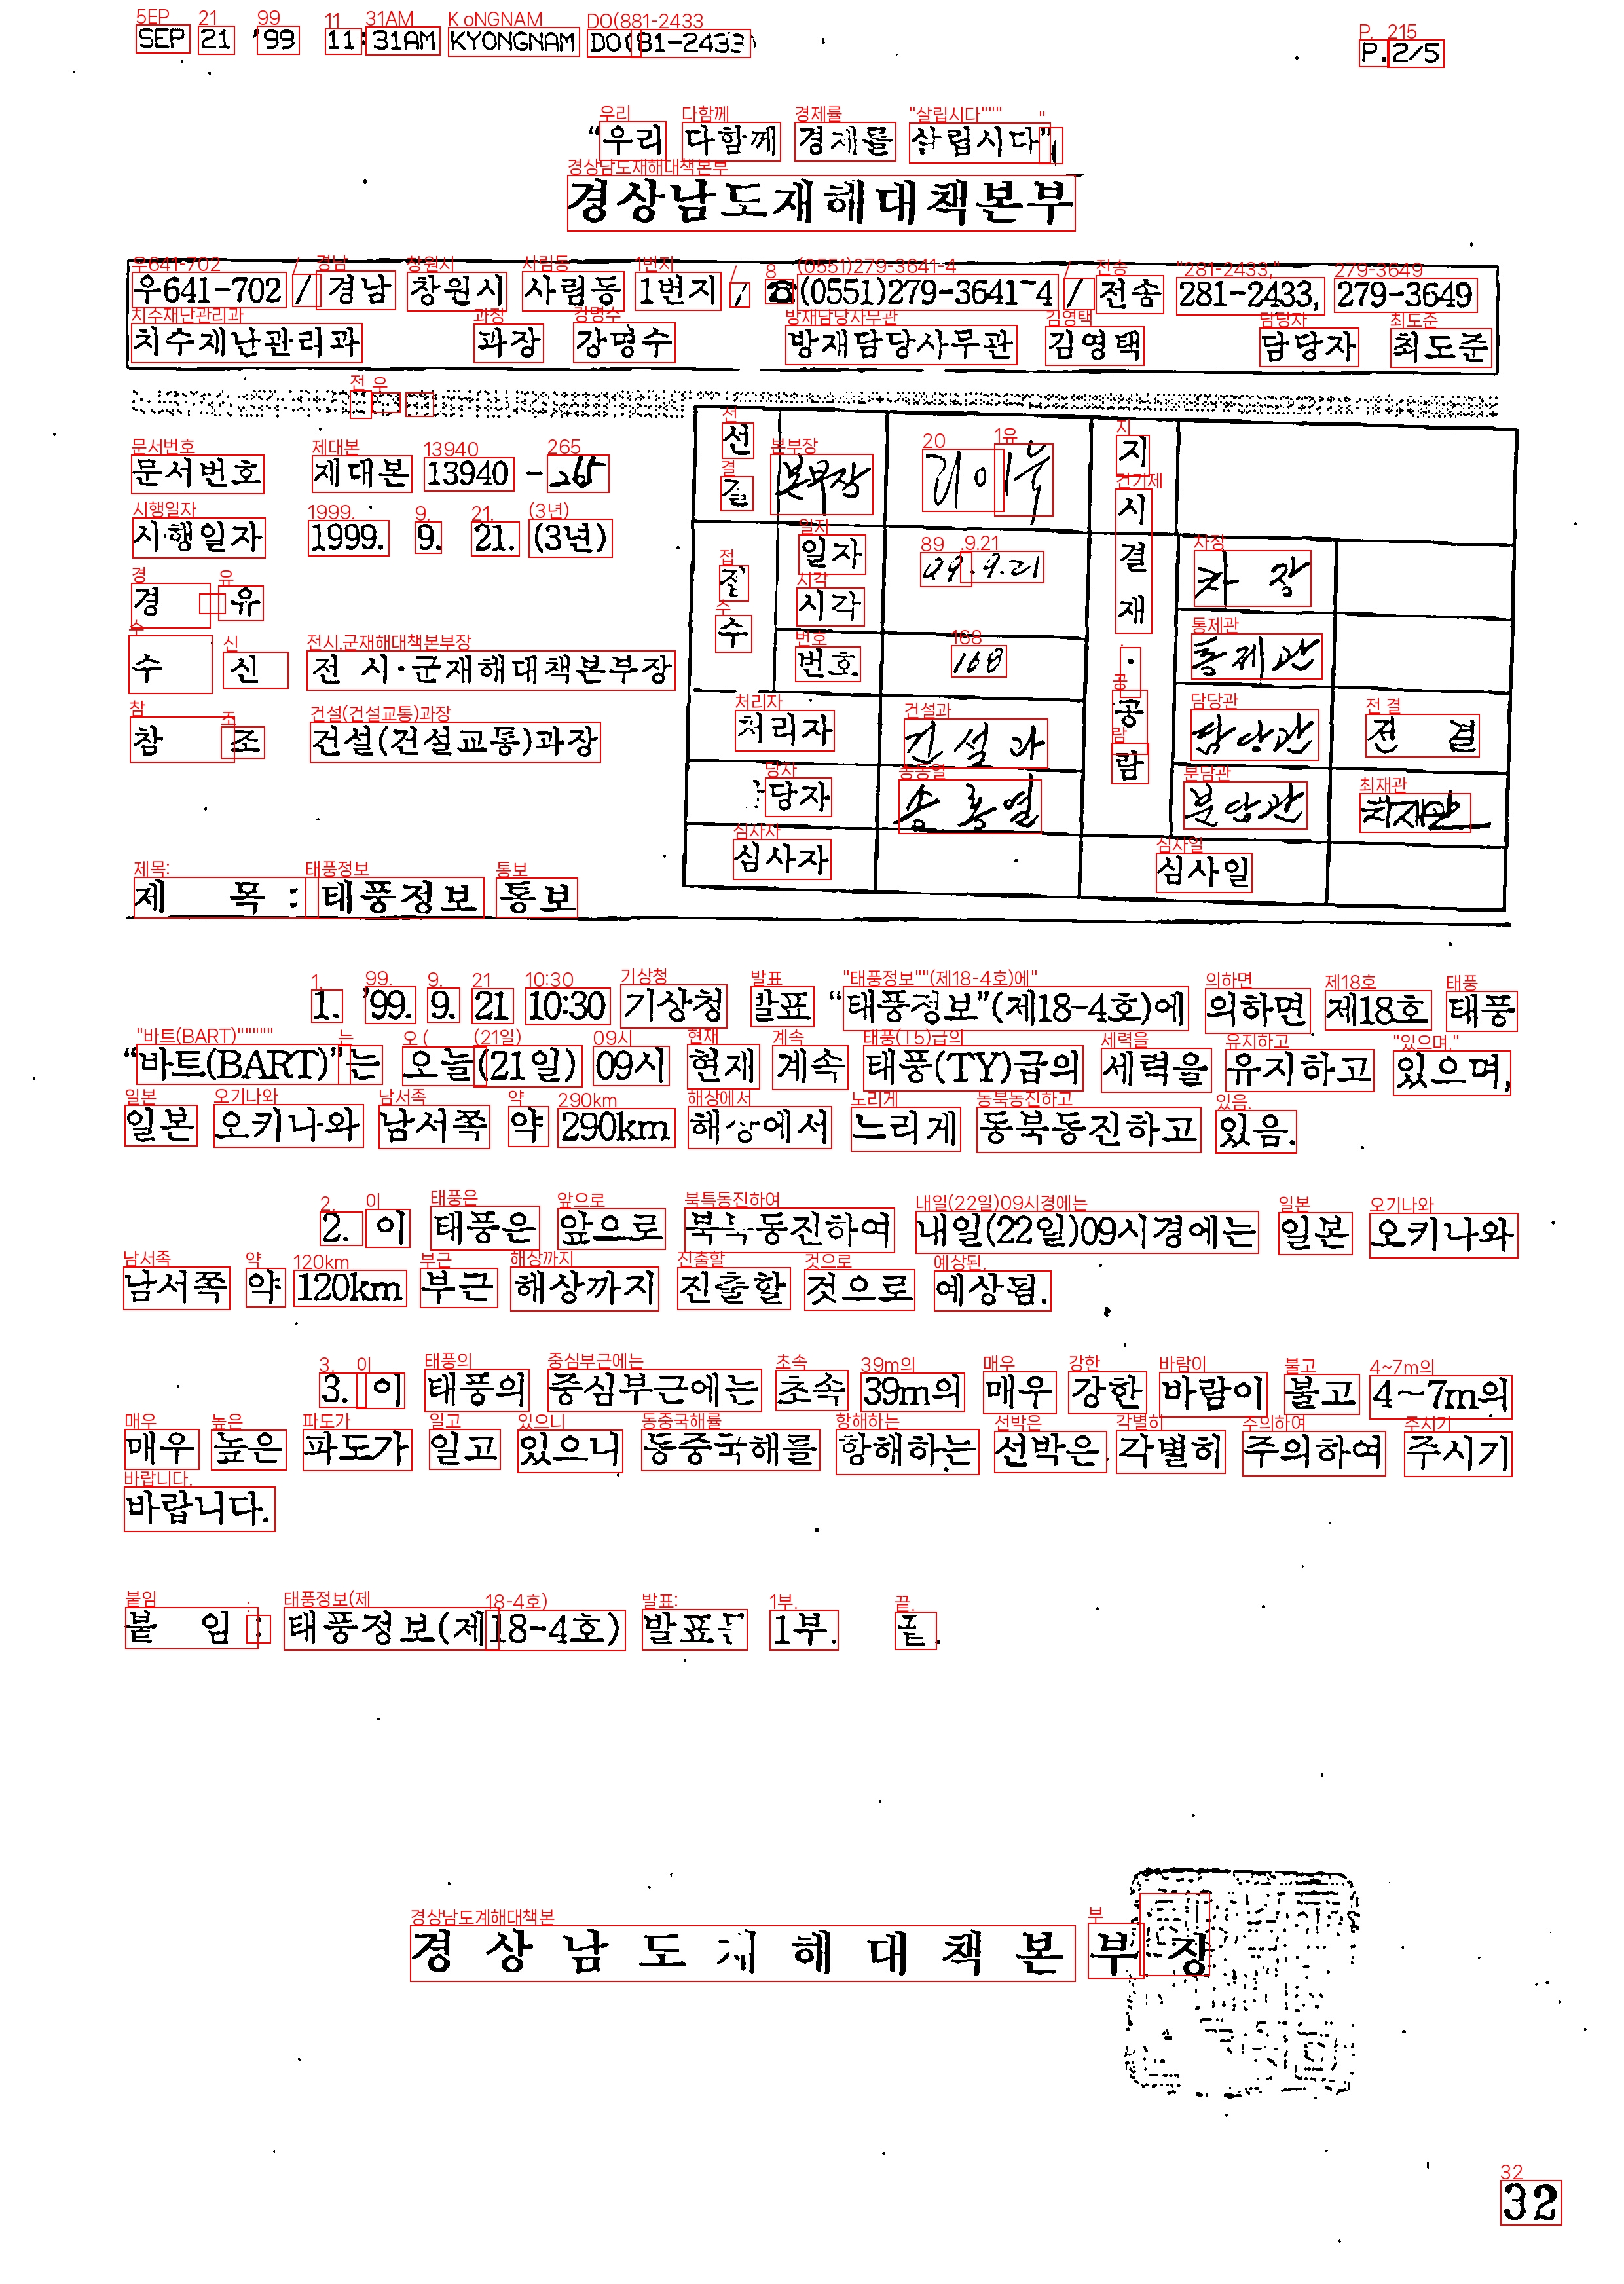 SEP 21 '99 11:31AM KYONGNAM DO(81-2433) P.2/5
“우리 다함께 경제를 살립시다”
경상남도재해대책본부
우641-702 / 경남 창원시 사림동 1번지 / ☎(0551)279-3641~4 / 전송 281-2433, 279-3649
치수재난관리과 과장 강명수 방재담당사무관 김영택 담당자 최도준
문서번호 제대본 13940 - 265
시행일자 1999. 9. 21. (3년)
경 유
수 신 전 시·군재해대책본부장
참 조 건설(건설교통)과장
선결 본부장 지시
접수 일자 시각 99.9.21 결재·공람 차장
번호 168 통제관
처리자 건설과 담당관 전결
담당자 송동열 분담관
심사자 심사일
제 목 : 태풍정보 통보
1. '99. 9. 21 10:30 기상청 발표 “태풍정보”(제18-4호)에 의하면 제18호 태풍
“바트(BART)”는 오늘(21일) 09시 현재 계속 태풍(TY)급의 세력을 유지하고 있으며,
일본 오키나와 남서쪽 약 290km 해상에서 느리게 동북동진하고 있음.
2. 이 태풍은 앞으로 북북동진하여 내일(22일)09시경에는 일본 오키나와
남서쪽 약 120km 부근 해상까지 진출할 것으로 예상됨.
3. 이 태풍의 중심부근에는 초속 39m의 매우 강한 바람이 불고 4~7m의
매우 높은 파도가 일고 있으니 동중국해를 항해하는 선박은 각별히 주의하여 주시기
바랍니다.
붙 임 : 태풍정보(제18-4호) 발표문 1부. 끝.
경 상 남 도 재 해 대 책 본 부 장
32